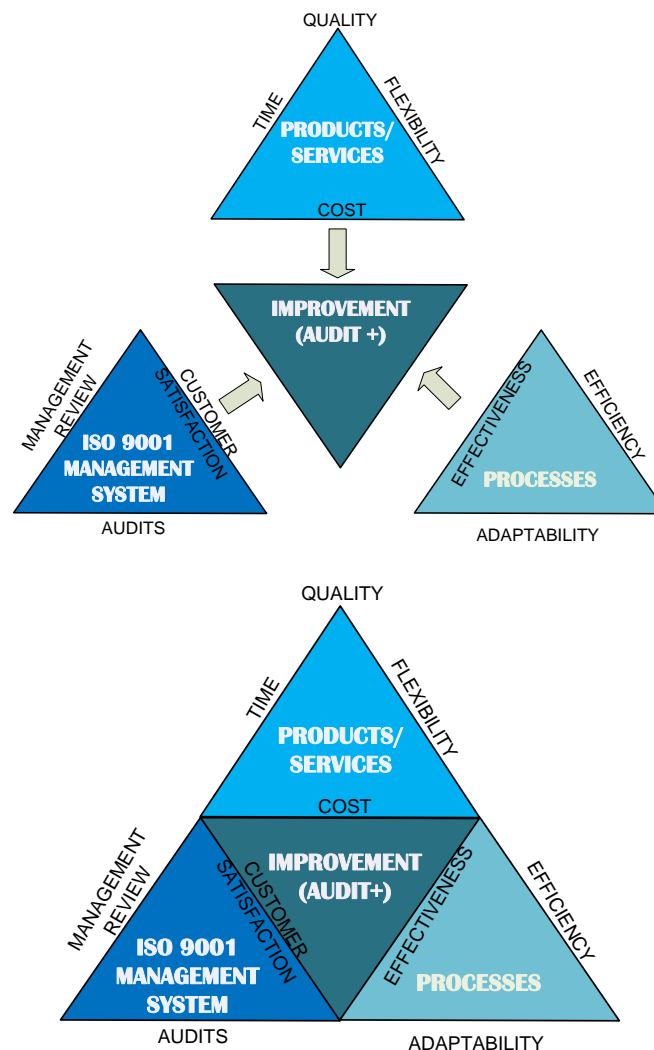 QUALITY
TIME
FLEXIBILITY
PRODUCTS/
SERVICES
COST
IMPROVEMENT
(AUDIT +)
MANAGEMENT
REVIEW
CUSTOMER
SATISFACTION
ISO 9001
MANAGEMENT
SYSTEM
AUDITS
EFFECTIVENESS
EFFICIENCY
PROCESSES
ADAPTABILITY
QUALITY
TIME
FLEXIBILITY
PRODUCTS/
SERVICES
COST
IMPROVEMENT
(AUDIT+)
MANAGEMENT
REVIEW
CUSTOMER
SATISFACTION
ISO 9001
MANAGEMENT
SYSTEM
AUDITS
EFFECTIVENESS
EFFICIENCY
PROCESSES
ADAPTABILITY